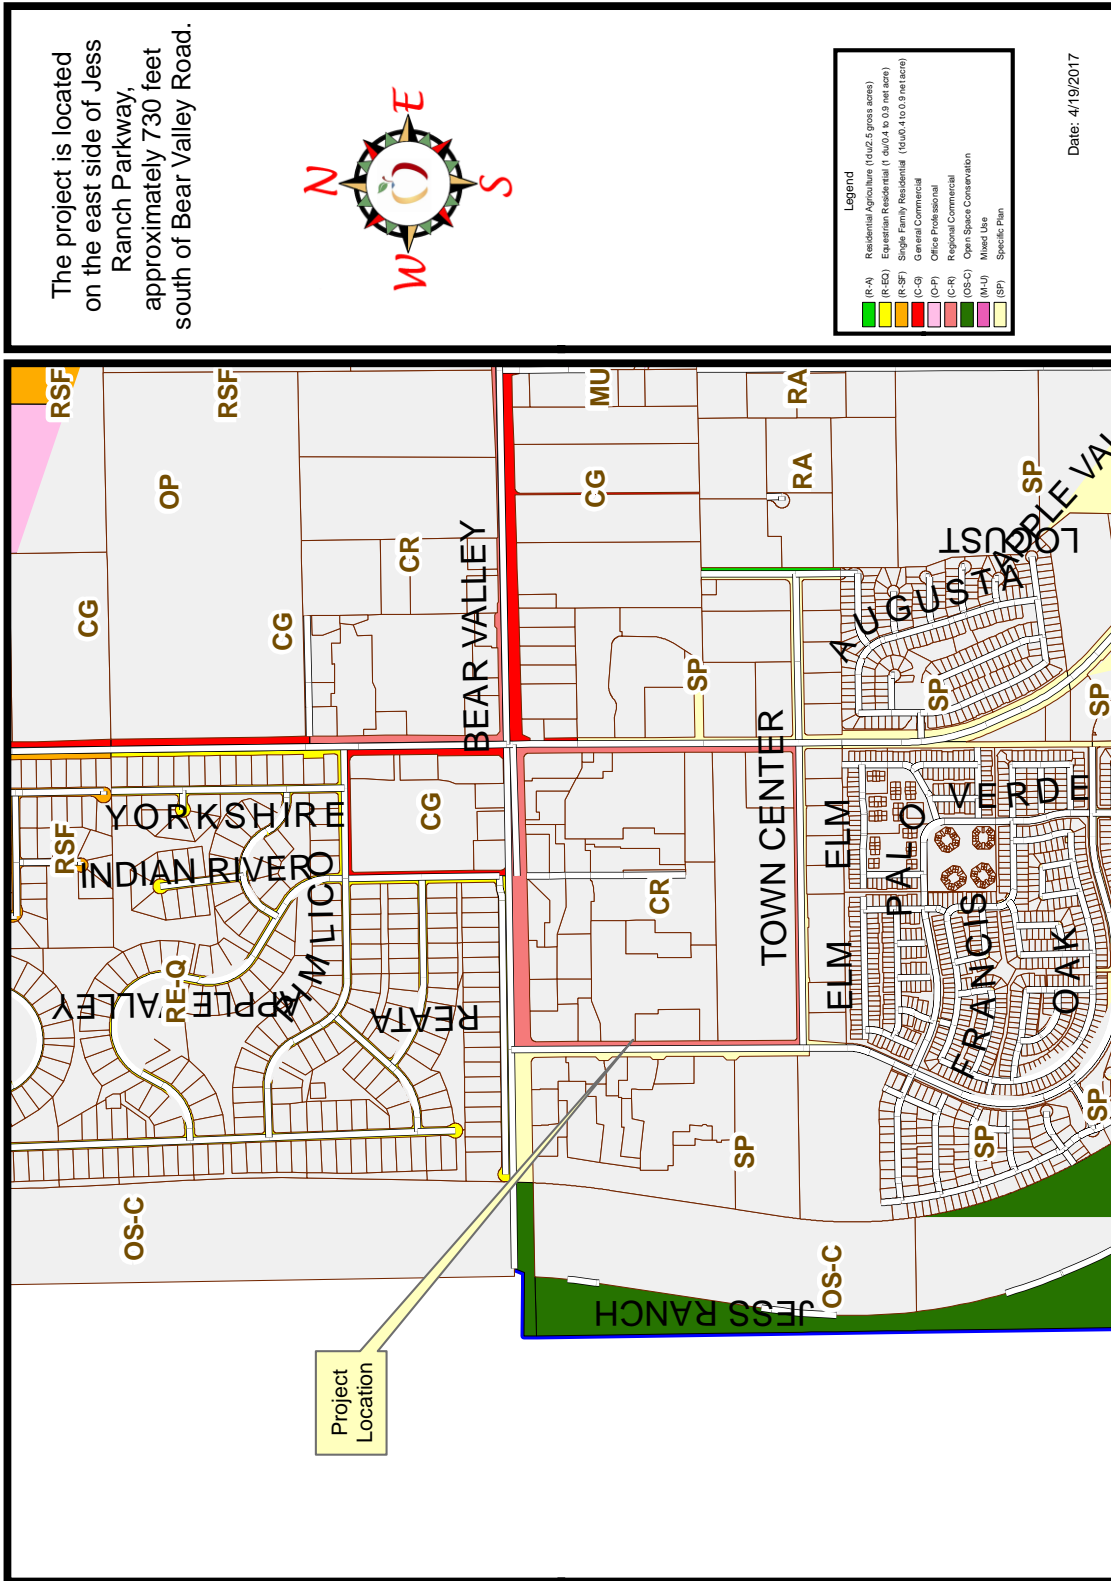 The project is located
on the east side of Jess
Ranch Parkway,
approximately 730 feet
south of Bear Valley Road.
N
W
E
S
Legend
(R-A) Residential Agriculture (1du/2.5 gross acres)
(R-EQ) Equestrian Residential (1 du/0.4 to 0.9 net acre)
(R-SF) Single Family Residential (1du/0.4 to 0.9 net acre)
(C-G) General Commercial
(O-P) Office Professional
(C-R) Regional Commercial
(OS-C) Open Space Conservation
(M-U) Mixed Use
(SP) Specific Plan
Date: 4/19/2017
RSF
RSF
OP
CG
CR
CG
BEAR VALLEY
MU
CG
RA
RA
SP
APPLE VAL
LOCUST
AUGUSTA
SP
SP
SP
YORKSHIRE
RSF
INDIAN RIVER
CG
LICO
AHM
RE-Q
APPLE VALLEY
REATA
CR
TOWN CENTER
ELM
ELM
PALO VERDE
FRANCIS
OAK
SP
SP
SP
OS-C
OS-C
JESS RANCH
Project
Location